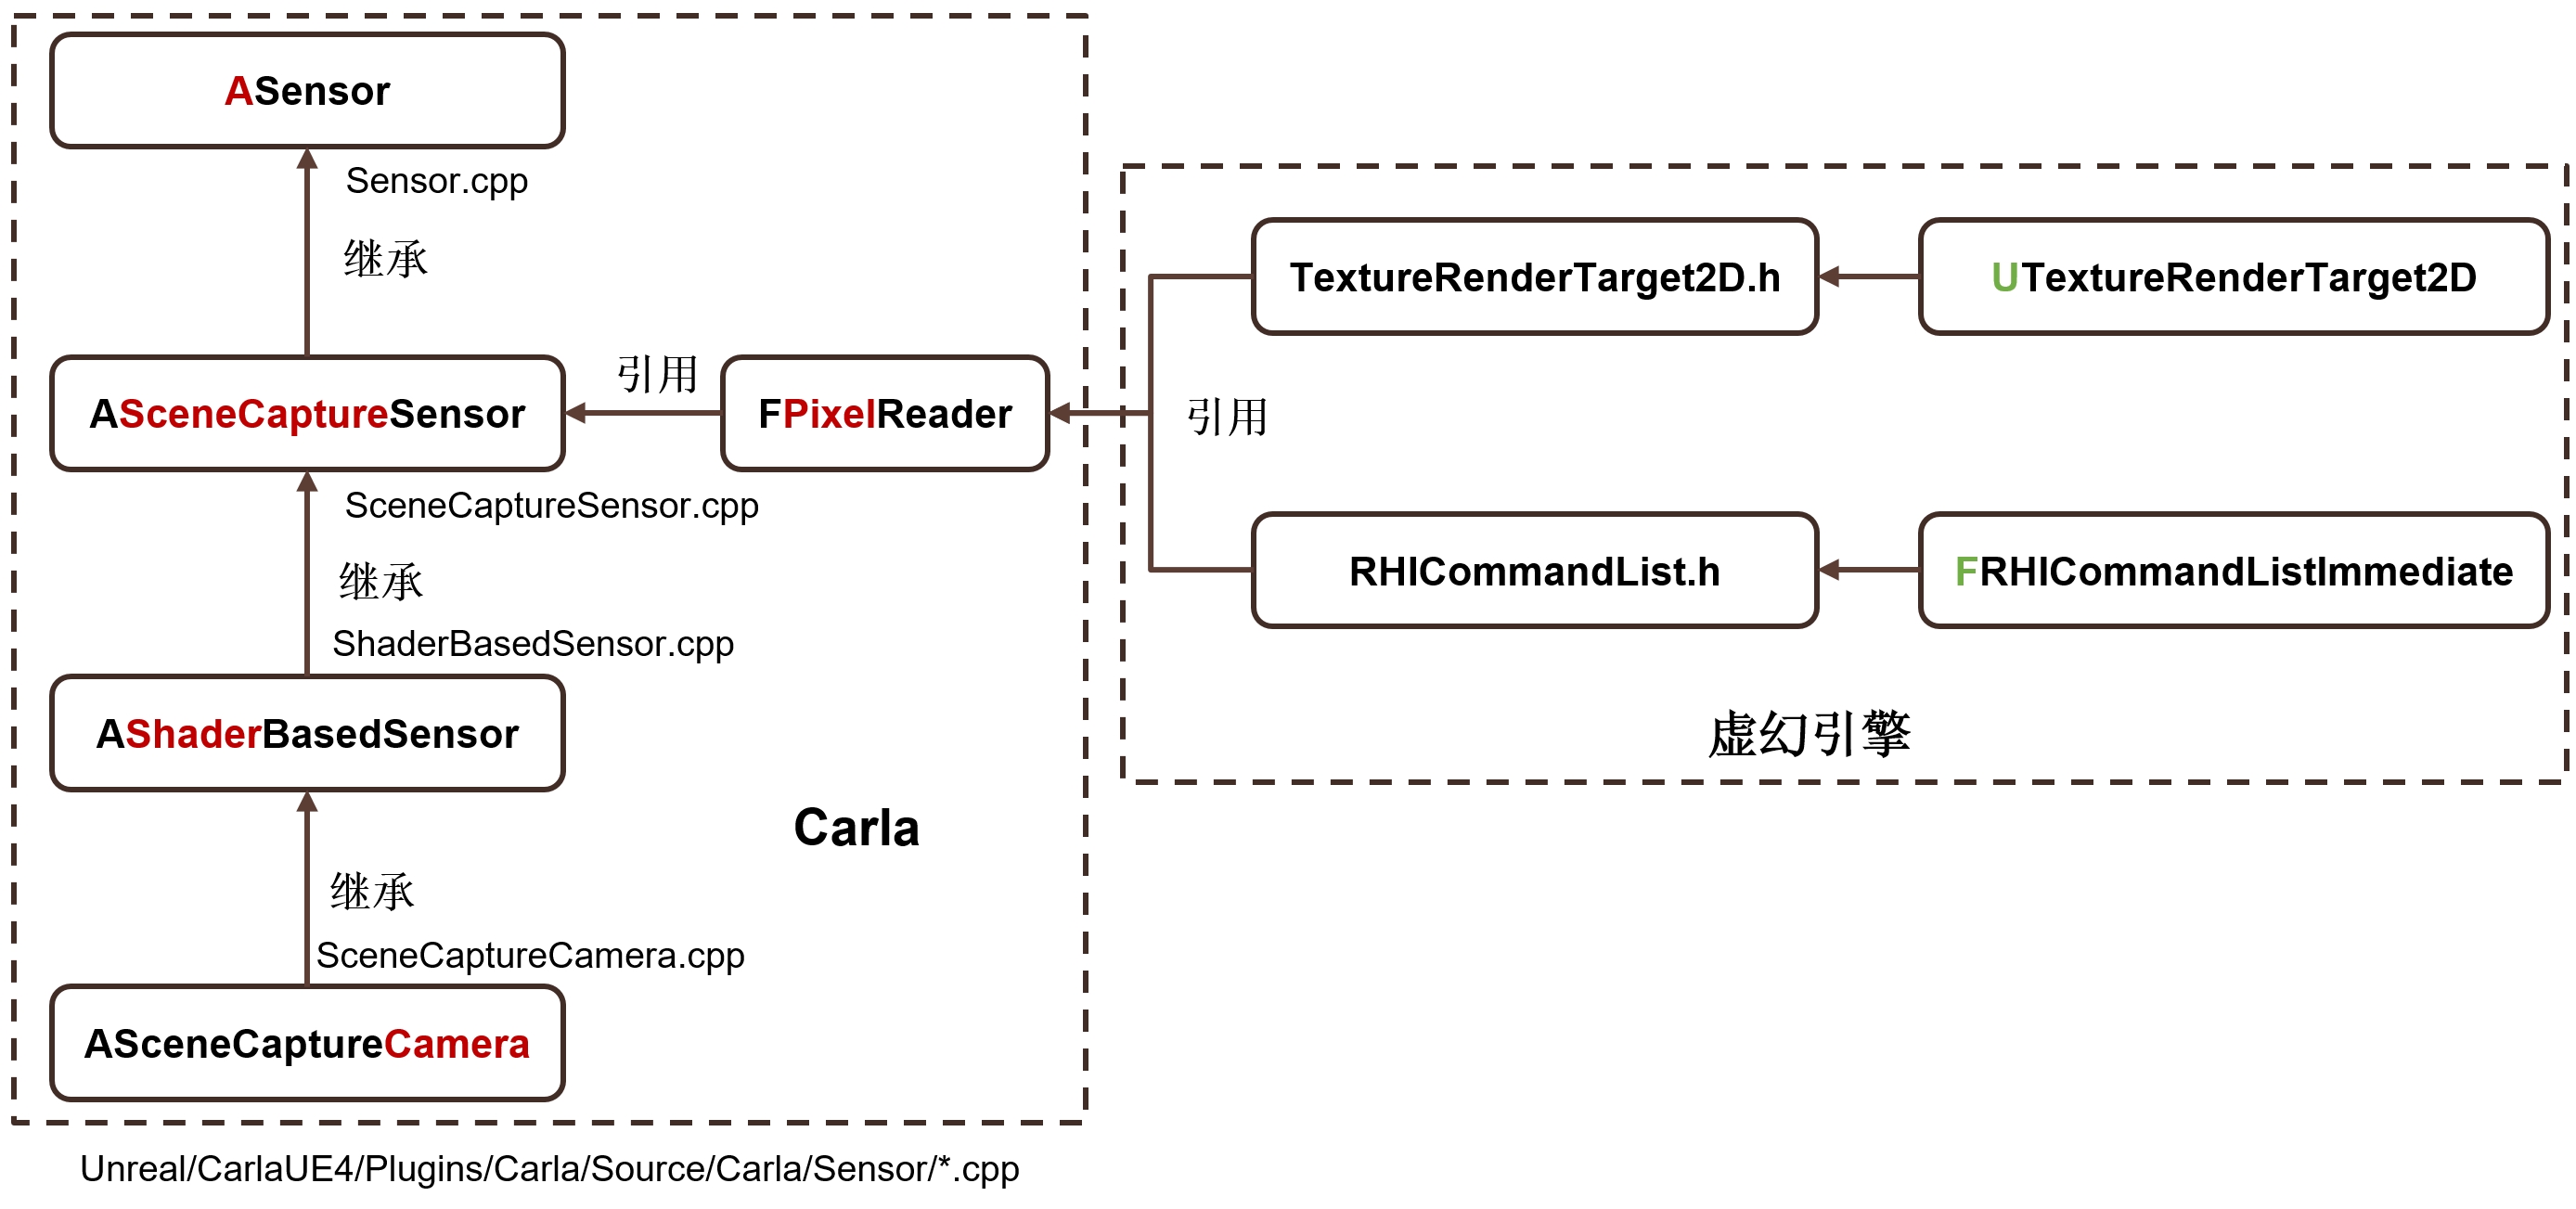 ASensor
Sensor.cpp
继承
ASceneCaptureSensor
引用
FPixelReader
SceneCaptureSensor.cpp
继承
ShaderBasedSensor.cpp
AShaderBasedSensor
Carla
继承
SceneCaptureCamera.cpp
ASceneCaptureCamera
Unreal/CarlaUE4/Plugins/Carla/Source/Carla/Sensor/*.cpp
TextureRenderTarget2D.h
UTextureRenderTarget2D
引用
RHICommandList.h
FRHICommandListImmediate
虚幻引擎